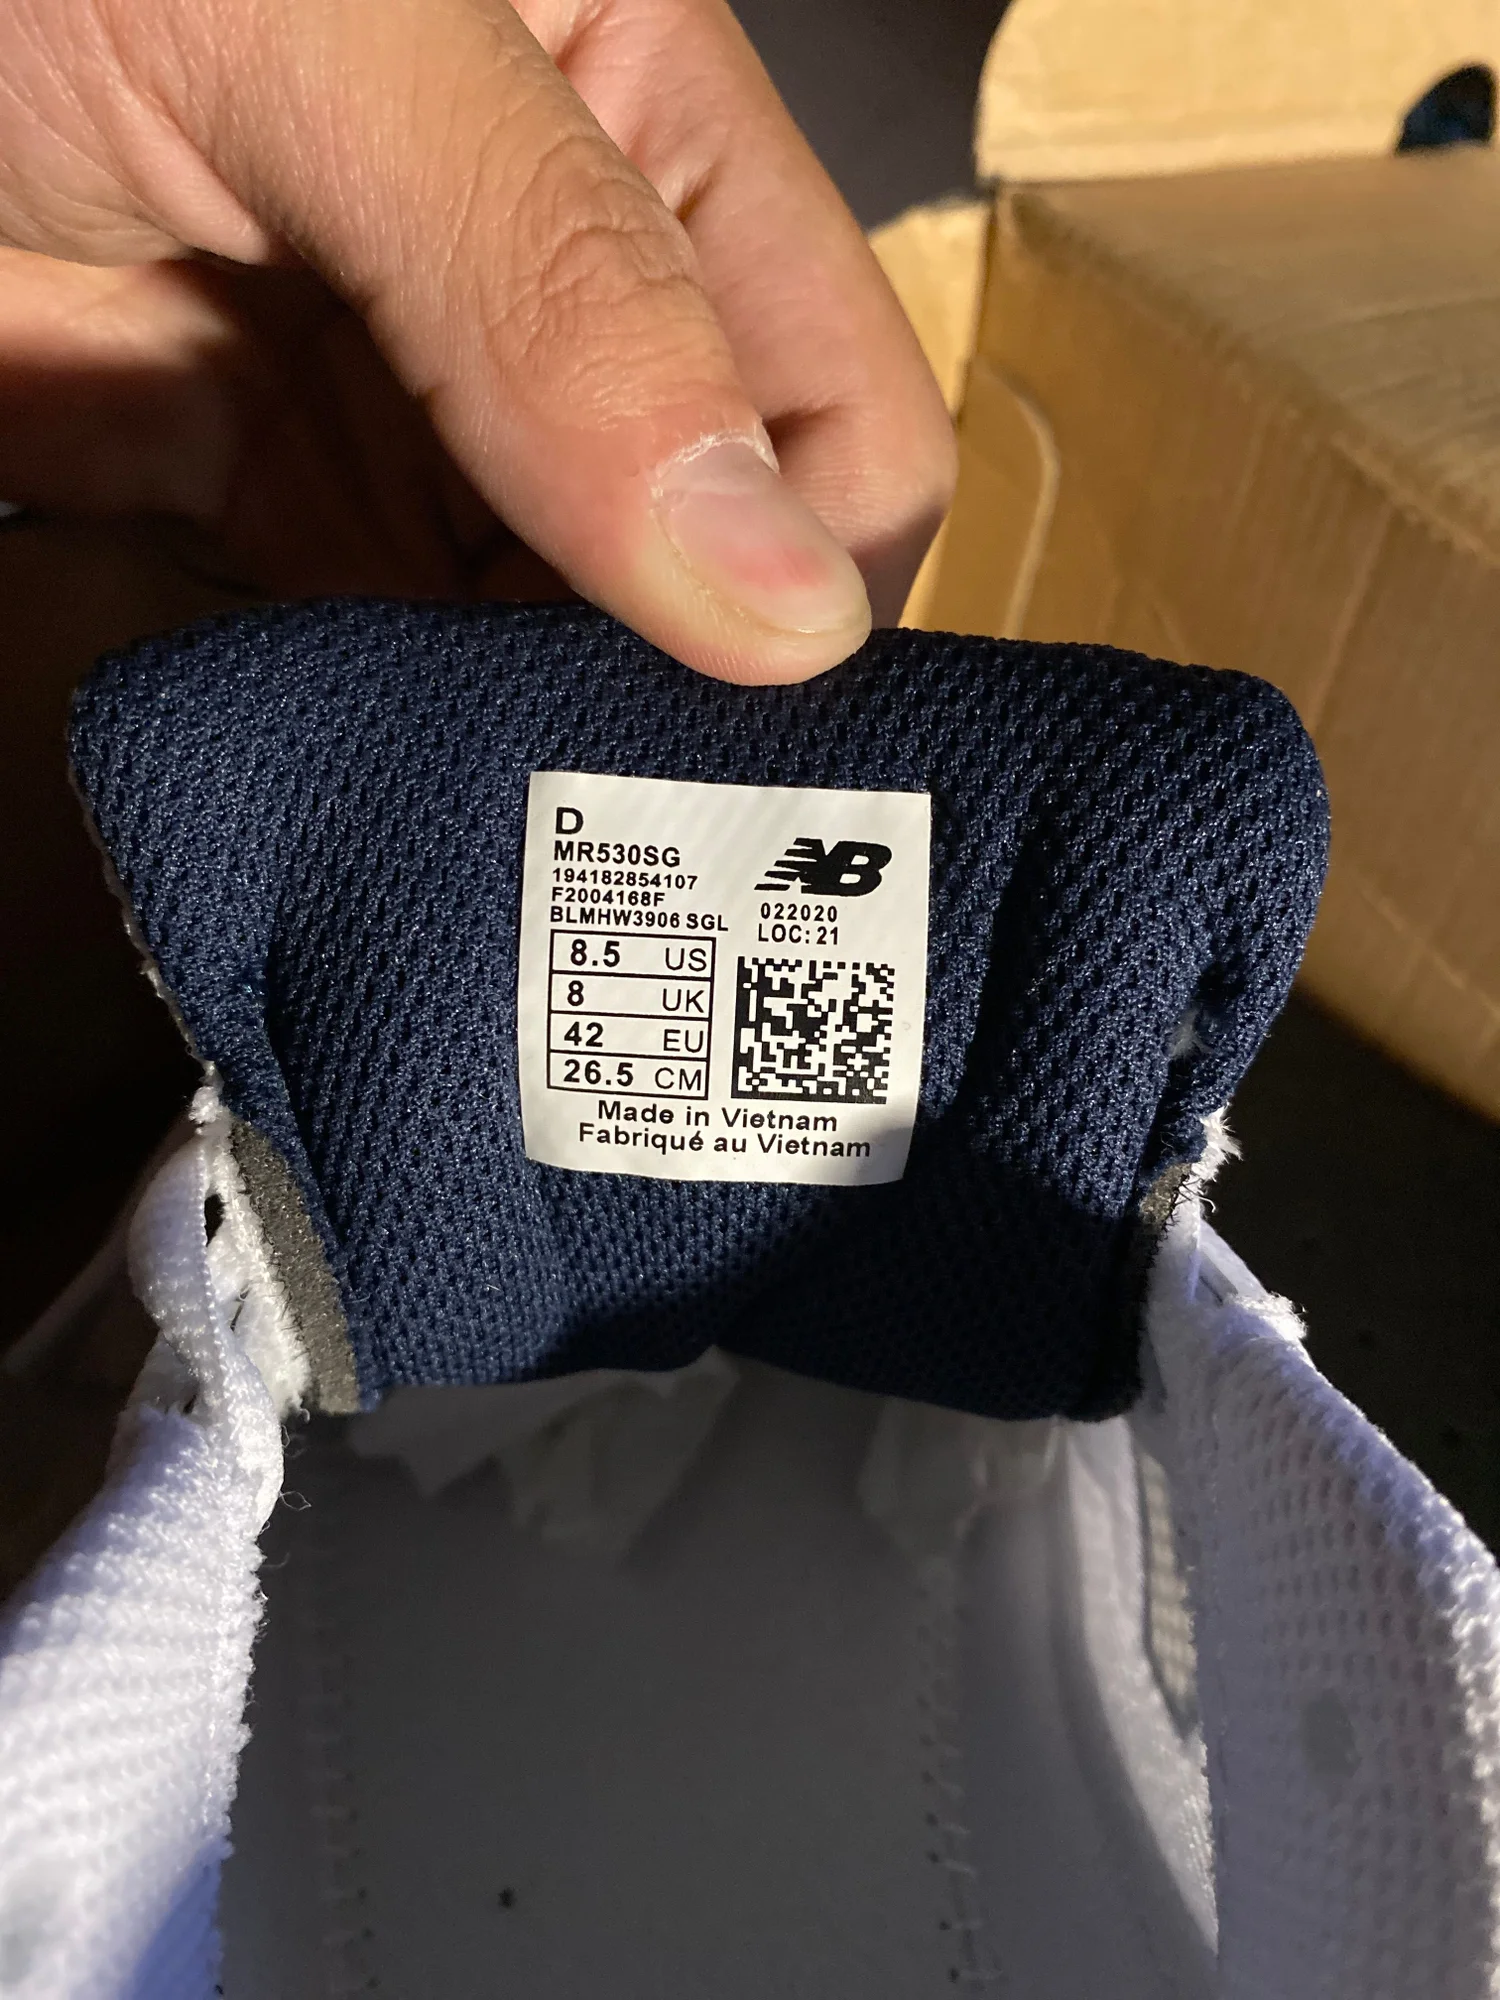 D
MR530SG
194182854107
F2004168F
BLMHW3906 SGL
NB
022020
LOC: 21
8.5 US
8 UK
42 EU
26.5 CM
Made in Vietnam
Fabriqué au Vietnam